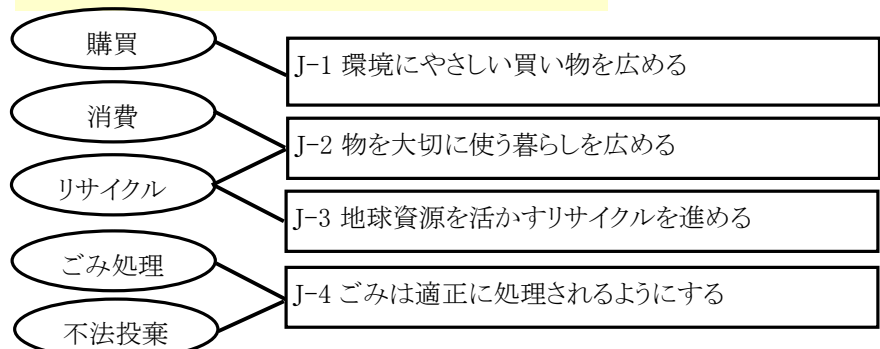 購買
J-1 環境にやさしい買い物を広める
消費
J-2 物を大切に使う暮らしを広める
リサイクル
J-3 地球資源を活かすリサイクルを進める
ごみ処理
J-4 ごみは適正に処理されるようにする
不法投棄